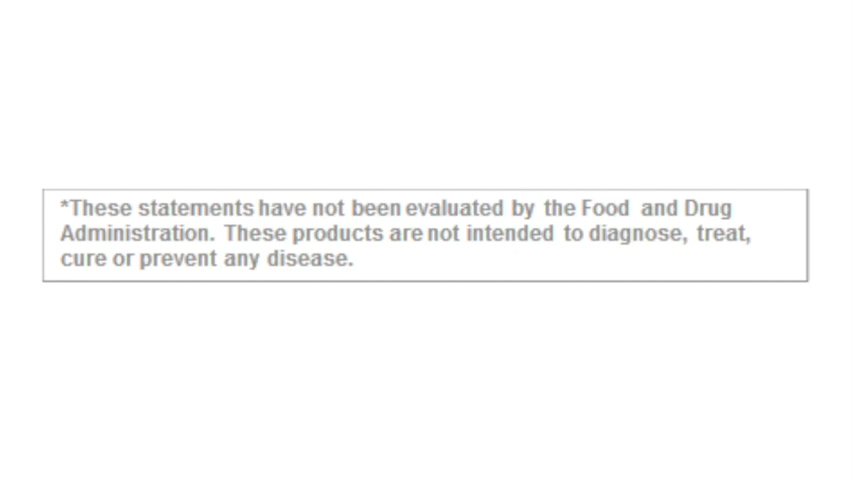 *These statements have not been evaluated by the Food and Drug
Administration. These products are not intended to diagnose, treat,
cure or prevent any disease.